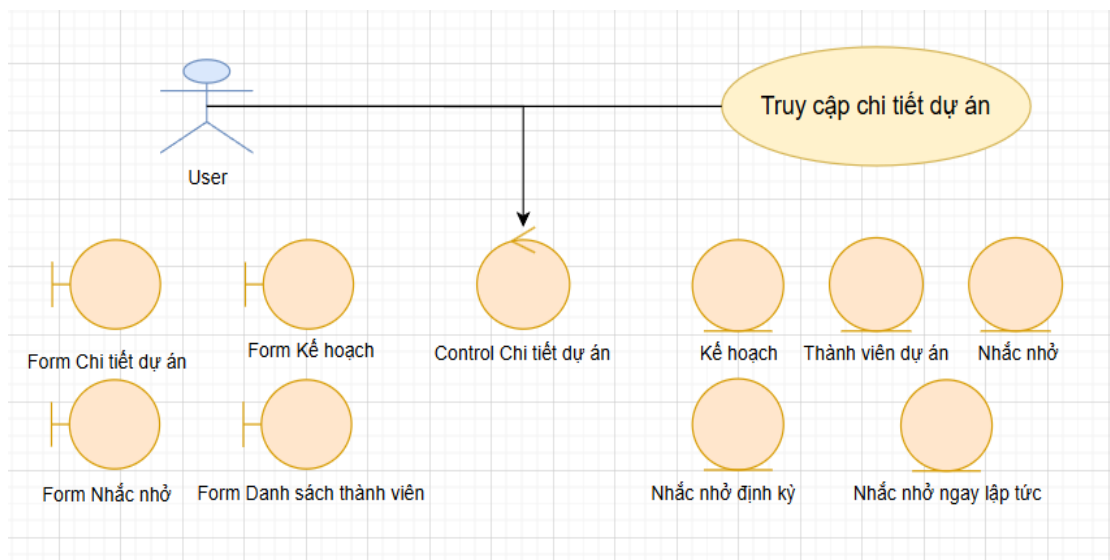 Truy cập chi tiết dự án
User
Form Chi tiết dự án
Form Kế hoạch
Control Chi tiết dự án
Kế hoạch
Thành viên dự án
Nhắc nhở
Form Nhắc nhở
Form Danh sách thành viên
Nhắc nhở định kỳ
Nhắc nhở ngay lập tức